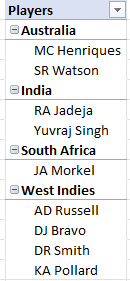 Players
Australia
MC Henriques
SR Watson
India
RA Jadeja
Yuvraj Singh
South Africa
JA Morkel
West Indies
AD Russell
DJ Bravo
DR Smith
KA Pollard